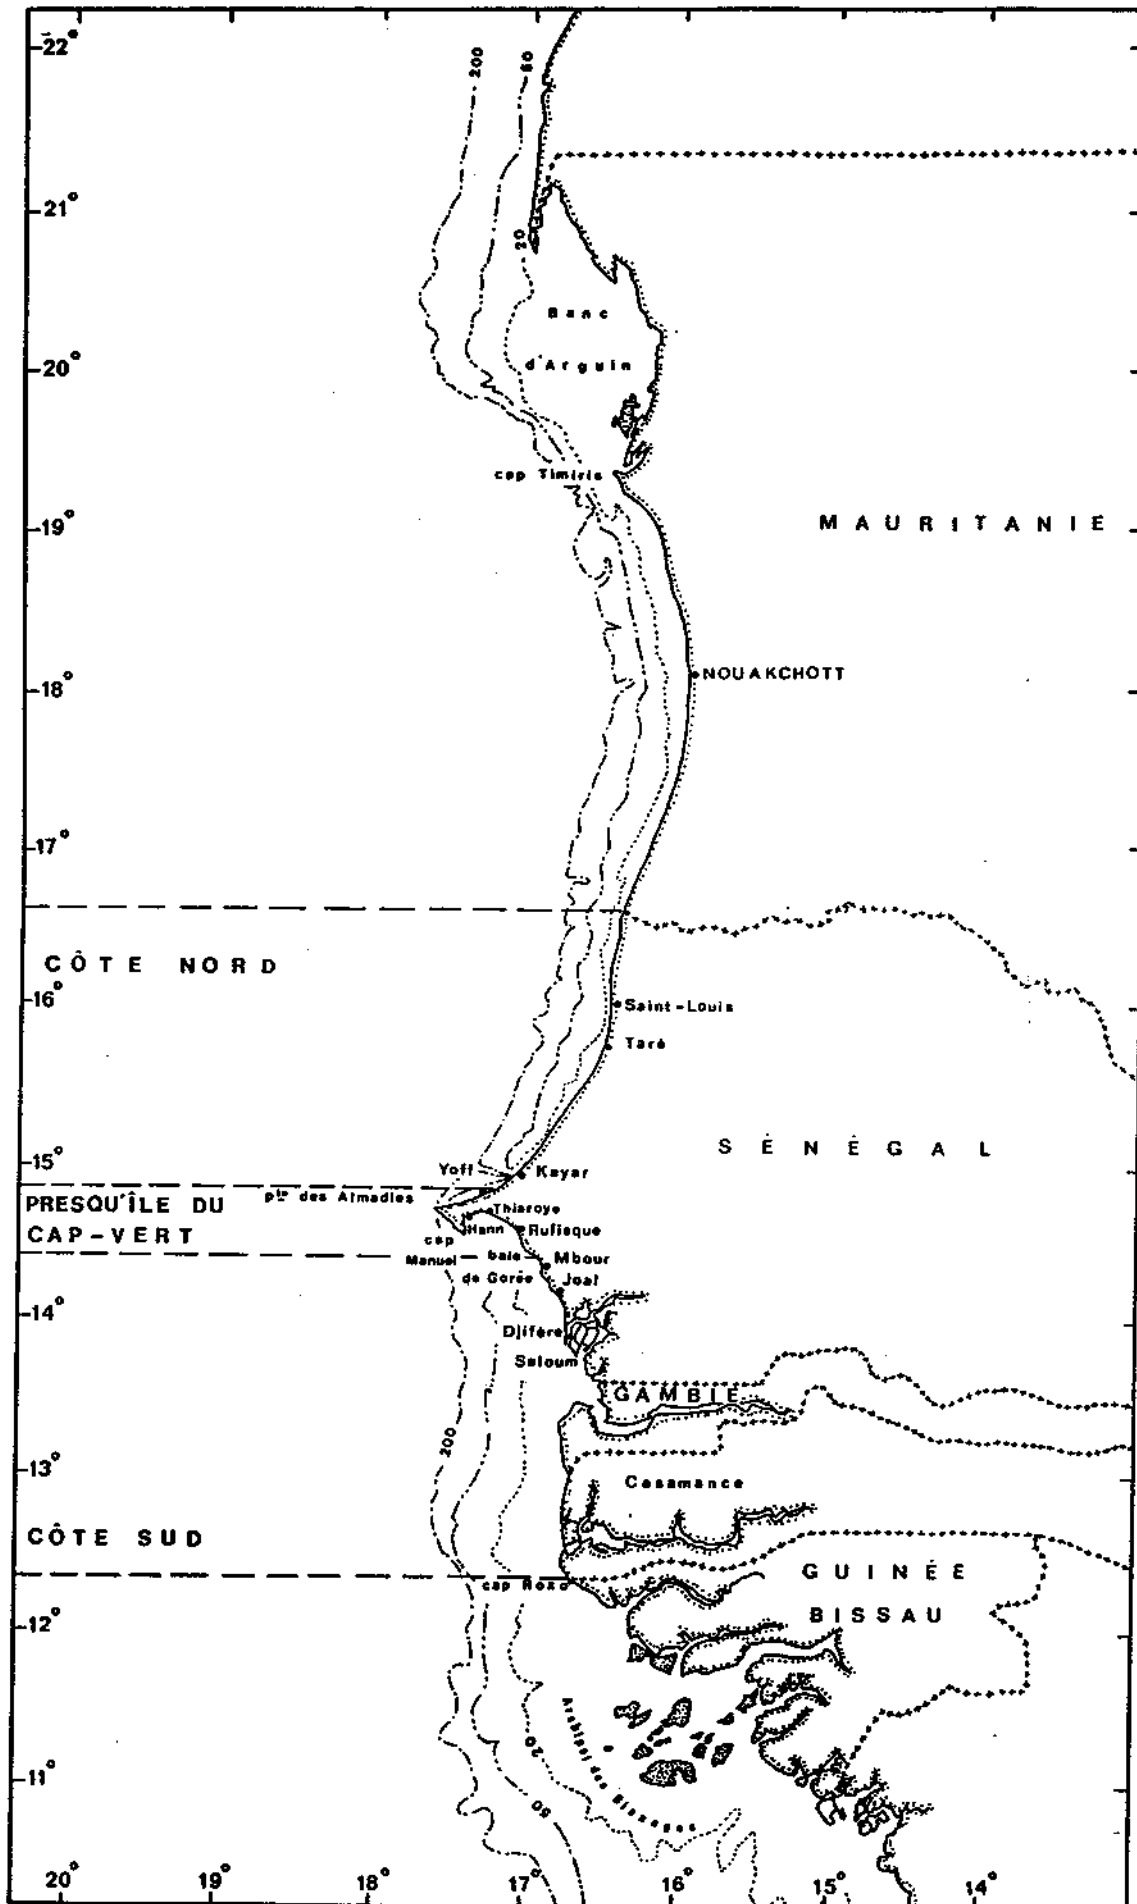 200
50
-22°
-21°
20
Banc
-20°
d'Arguin
cap Timiris
-19°
MAURITANIE
NOUAKCHOTT
-18°
-17°
CÔTE NORD
-16°
Saint-Louis
Taré
SÉNÉGAL
-15°
Yoff
Kayar
pte des Almadies
PRESQU'ÎLE DU
CAP-VERT
Thiaroye
Hann
Rufisque
cap
Manuel
baie
de Gorée
Mbour
Joal
-14°
Djifère
Saloum
GAMBIE
200
-13°
Casamance
CÔTE SUD
cap Roxo
GUINÉE
BISSAU
-12°
Archipel des Bissagos
20
50
-11°
20° 19° 18° 17° 16° 15° 14°